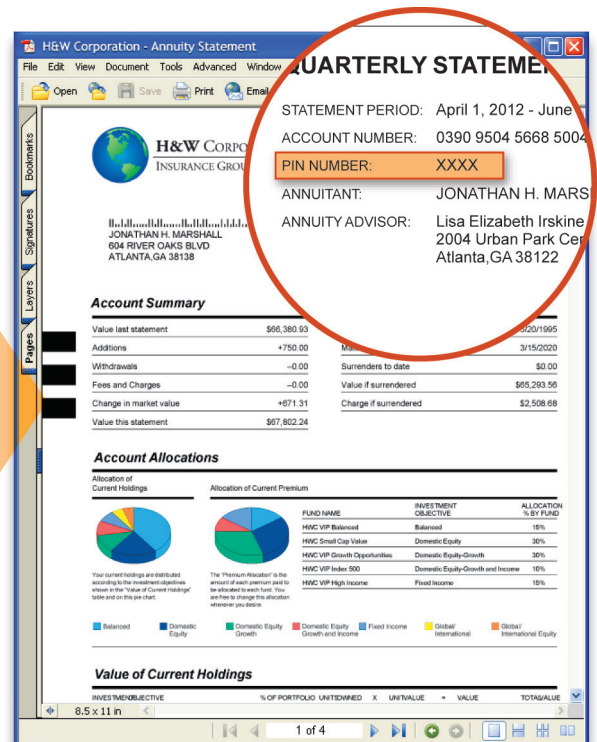 H&W Corporation - Annuity Statement
File Edit View Document Tools Advanced Window
Open Save Print Email
QUARTERLY
STATEMENT PERIOD: April 1, 2012 - June
ACCOUNT NUMBER: 0390 9504 5668 5004
PIN NUMBER: XXXX
ANNUITANT: JONATHAN H.
ANNUITY ADVISOR: Lisa Elizabeth Irskine
2004 Urban Park
Atlanta,GA 38122
Bookmarks
Signatures
Layers
Pages
H&W
INSURANCE
JONATHAN H. MARSHALL
604 RIVER OAKS BLVD
ATLANTA,GA 38138
Account Summary
Value last statement $66,380.93
Additions +750.00 3/15/2020
Withdrawals –0.00 Surrenders to date $0.00
Fees and Charges –0.00 Value if surrendered $65,293.56
Change in market value +671.31 Charge if surrendered $2,508.68
Value this statement $67,802.24
Account Allocations
Allocation of
Current Holdings
Allocation of Current Premium
FUND NAME INVESTMENT OBJECTIVE ALLOCATION % BY FUND
HWC VIP Balanced Balanced 15%
HWC Small Cap Value Domestic Equity 30%
HWC VIP Growth Opportunities Domestic Equity-Growth 30%
HWC VIP Index 500 Domestic Equity-Growth and Income 10%
HWC VIP High Income Fixed Income 15%
Your current holdings are distributed
according to the investment objectives
shown in the "Value of Current Holdings"
table and on this pie chart.
The "Premium Allocation" is the
amount of each premium paid to
be allocated to each fund. You
are free to change this allocation
whenever you desire.
Balanced
Domestic
Equity
Domestic Equity
Growth
Domestic Equity
Growth and Income
Fixed Income
Global/
International
Global/
International Equity
Value of Current Holdings
% OF PORTFOLIO X = VALUE
8.5 x 11 in
1 of 4